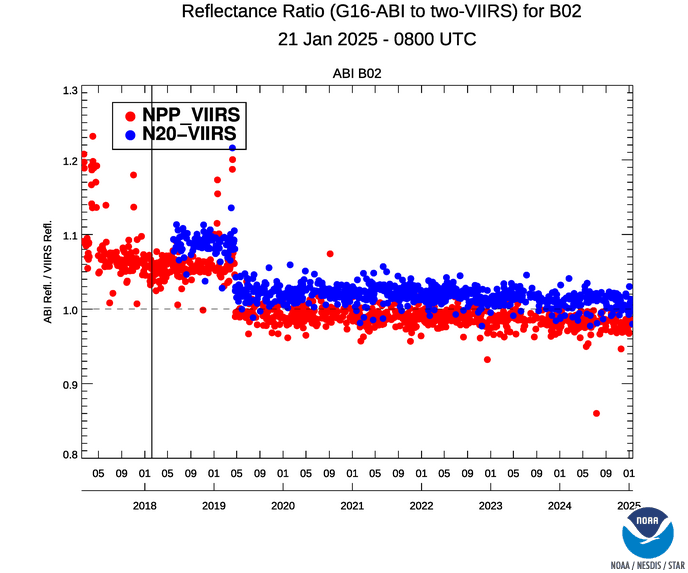 Reflectance Ratio (G16-ABI to two-VIIRS) for B02
21 Jan 2025 - 0800 UTC
ABI B02
1.3
NPP_VIIRS
N20-VIIRS
1.2
1.1
1.0
0.9
0.8
ABI Refl. / VIIRS Refl.
05 09 01 05 09 01 05 09 01 05 09 01 05 09 01 05 09 01 05 09 01 05 09 01
2018 2019 2020 2021 2022 2023 2024 2025
NOAA
NOAA / NESDIS / STAR